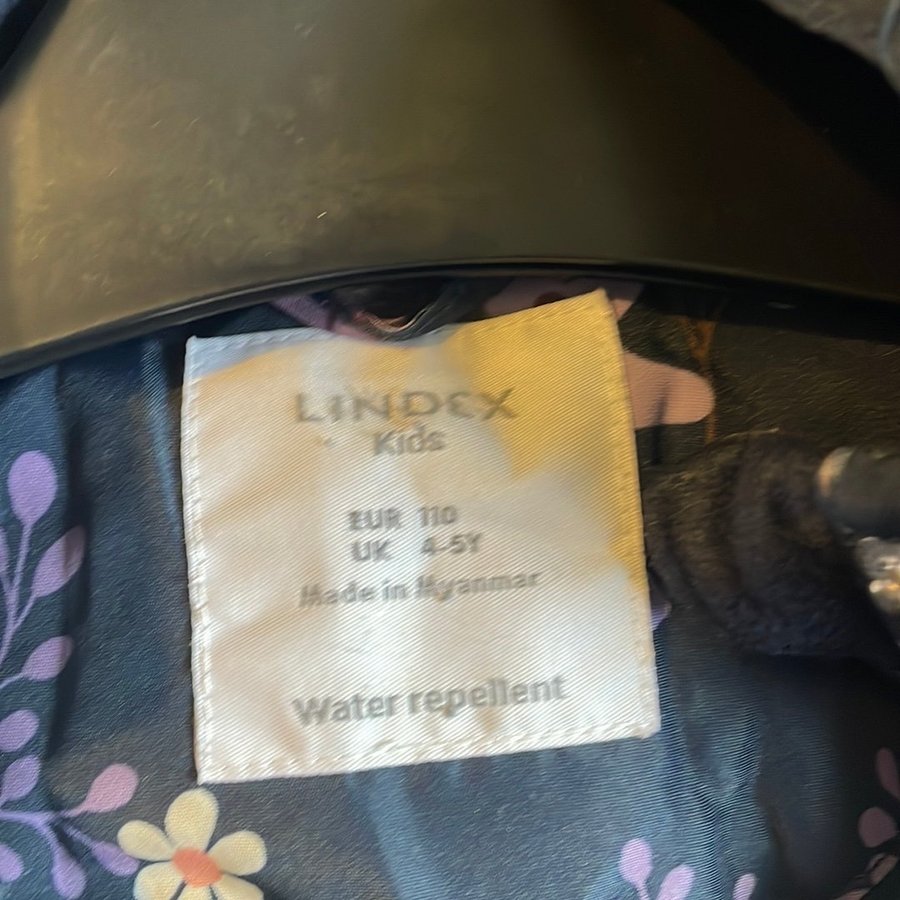 LINDEX
Kids
EUR 110
UK 4-5Y
Made in Myanmar
Water repellent